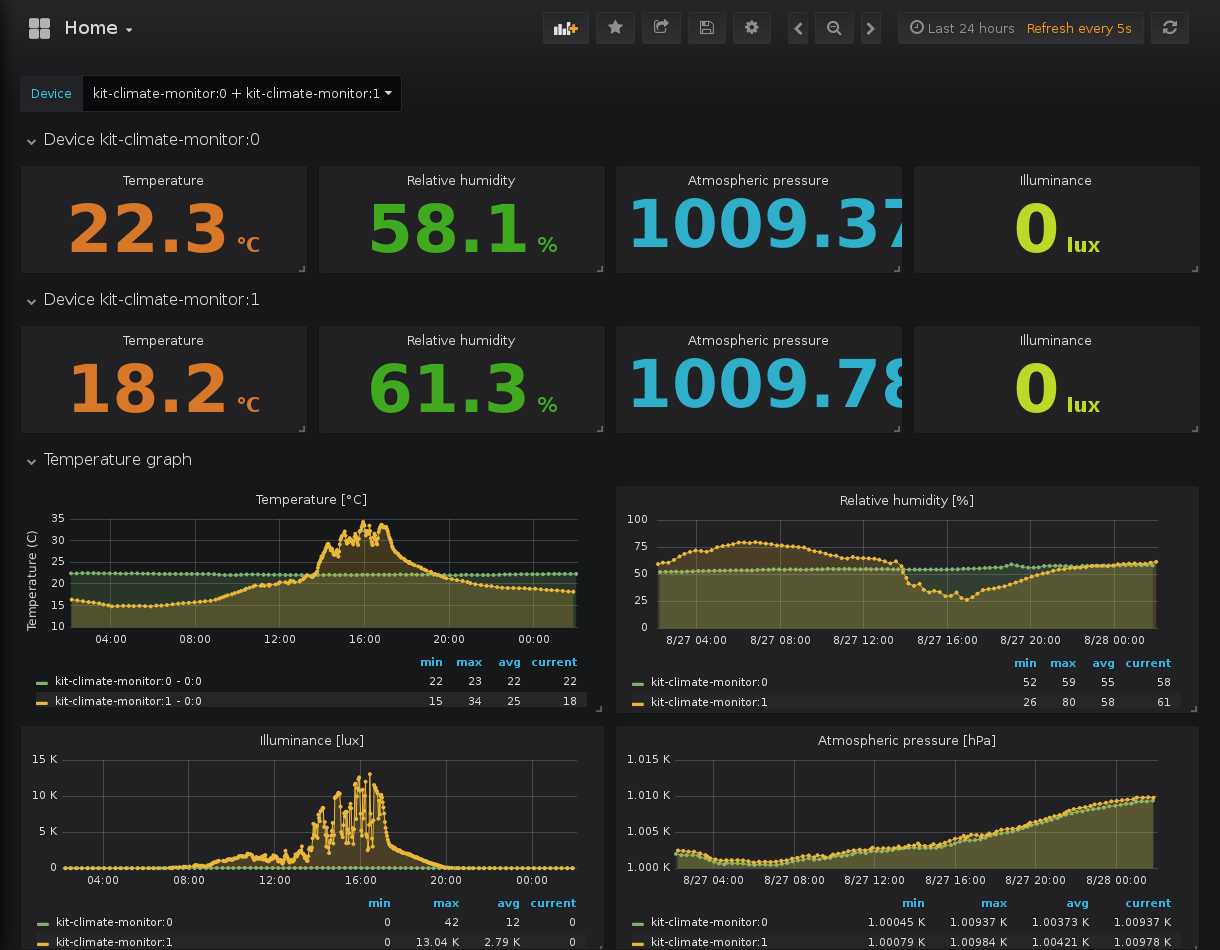 Home
Last 24 hours Refresh every 5s
Device kit-climate-monitor:0 + kit-climate-monitor:1
Device kit-climate-monitor:0
Temperature Relative humidity Atmospheric pressure Illuminance
22.3 °C 58.1 % 1009.37 0 lux
Device kit-climate-monitor:1
Temperature Relative humidity Atmospheric pressure Illuminance
18.2 °C 61.3 % 1009.78 0 lux
Temperature graph
Temperature [°C]
Temperature (C)
35
30
25
20
15
10
04:00 08:00 12:00 16:00 20:00 00:00
min max avg current
kit-climate-monitor:0 - 0:0 22 23 22 22
kit-climate-monitor:1 - 0:0 15 34 25 18
Relative humidity [%]
100
75
50
25
0
8/27 04:00 8/27 08:00 8/27 12:00 8/27 16:00 8/27 20:00 8/28 00:00
min max avg current
kit-climate-monitor:0 52 59 55 58
kit-climate-monitor:1 26 80 58 61
Illuminance [lux]
15 K
10 K
5 K
0
04:00 08:00 12:00 16:00 20:00 00:00
min max avg current
kit-climate-monitor:0 0 42 12 0
kit-climate-monitor:1 0 13.04 K 2.79 K 0
Atmospheric pressure [hPa]
1.015 K
1.010 K
1.005 K
1.000 K
8/27 04:00 8/27 08:00 8/27 12:00 8/27 16:00 8/27 20:00 8/28 00:00
min max avg current
kit-climate-monitor:0 1.00045 K 1.00937 K 1.00373 K 1.00937 K
kit-climate-monitor:1 1.00079 K 1.00984 K 1.00421 K 1.00978 K